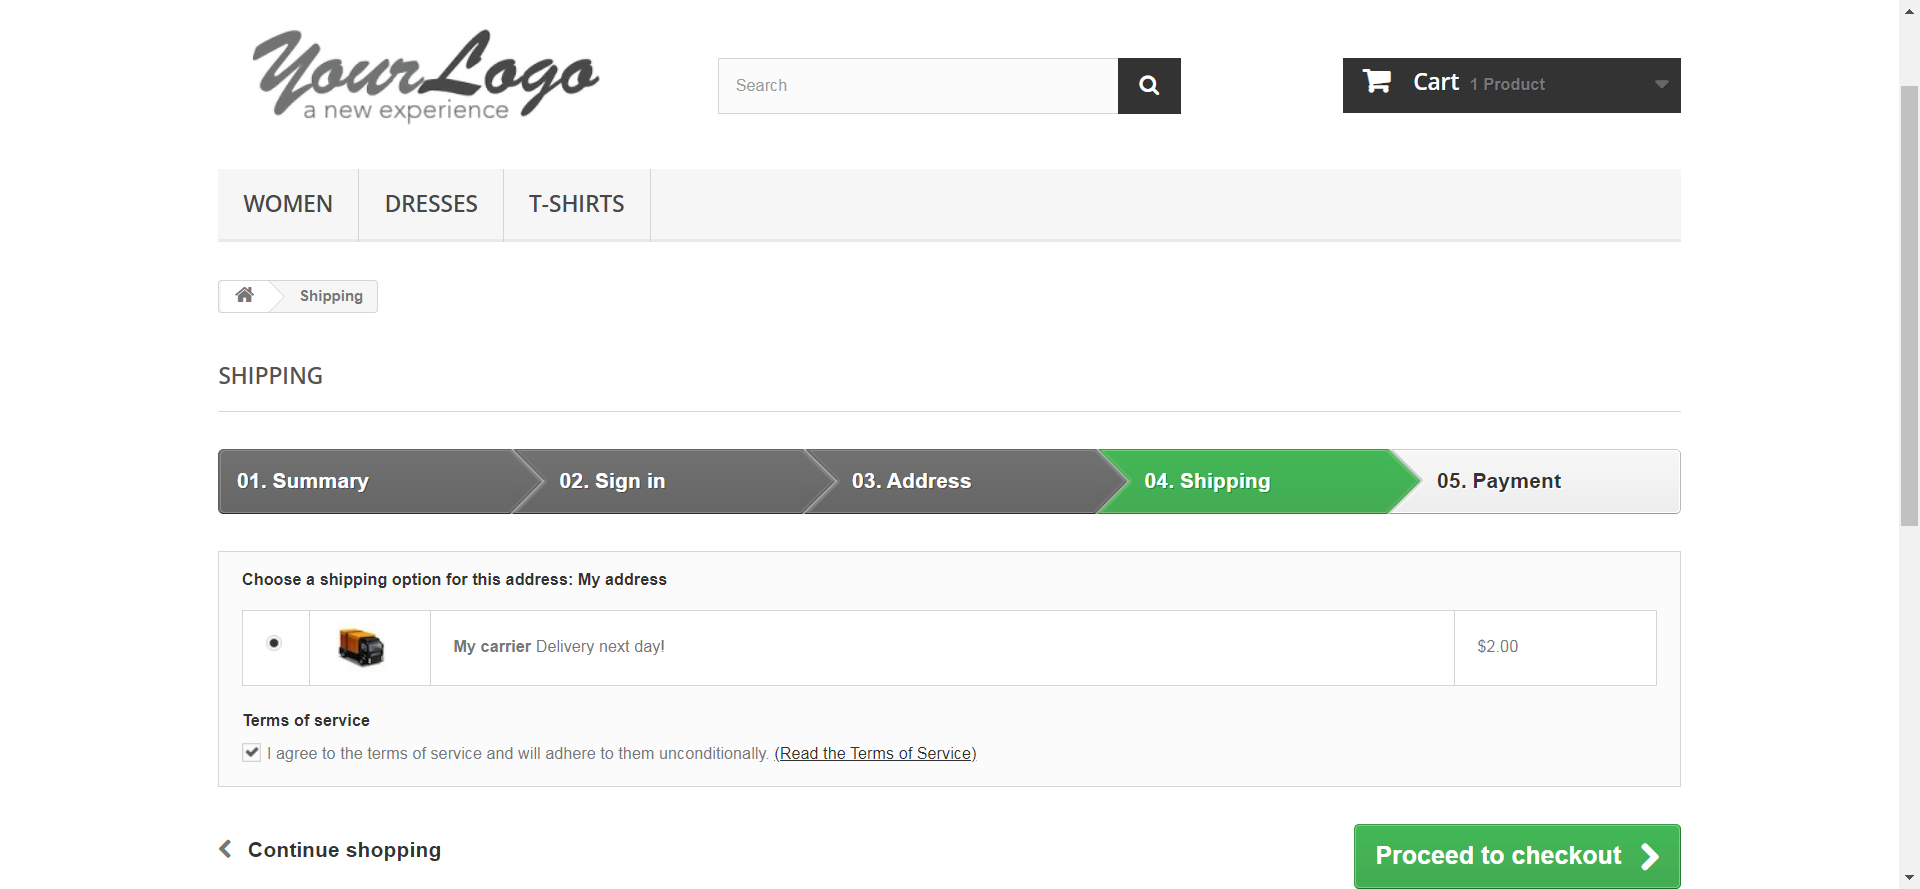 YourLogo
a new experience
Search
Cart 1 Product
WOMEN DRESSES T-SHIRTS
Shipping
SHIPPING
01. Summary 02. Sign in 03. Address 04. Shipping 05. Payment
Choose a shipping option for this address: My address
My carrier Delivery next day! $2.00
Terms of service
I agree to the terms of service and will adhere to them unconditionally. (Read the Terms of Service)
Continue shopping Proceed to checkout